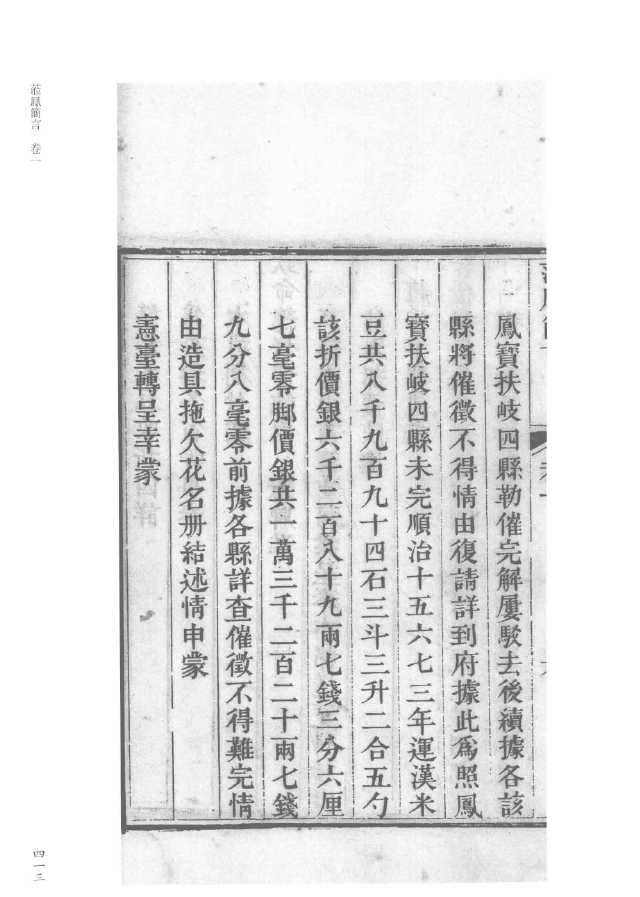 鳳寳扶岐四縣勒催完解屢駁去後續據各該
縣將催徵不得情由復請詳到府據此爲照鳳
寳扶岐四縣未完順治十五六七三年運漢米
豆共八千九百九十四石三斗三升二合五勺
該折價銀六千二百八十九兩七錢三分六厘
七毫零脚價銀共一萬三千二百二十兩七錢
九分八毫零前據各縣詳查催徵不得難完情
由造具拖欠花名册結述情申蒙
憲臺轉呈幸蒙
蒞鳳簡言 卷一
四一三